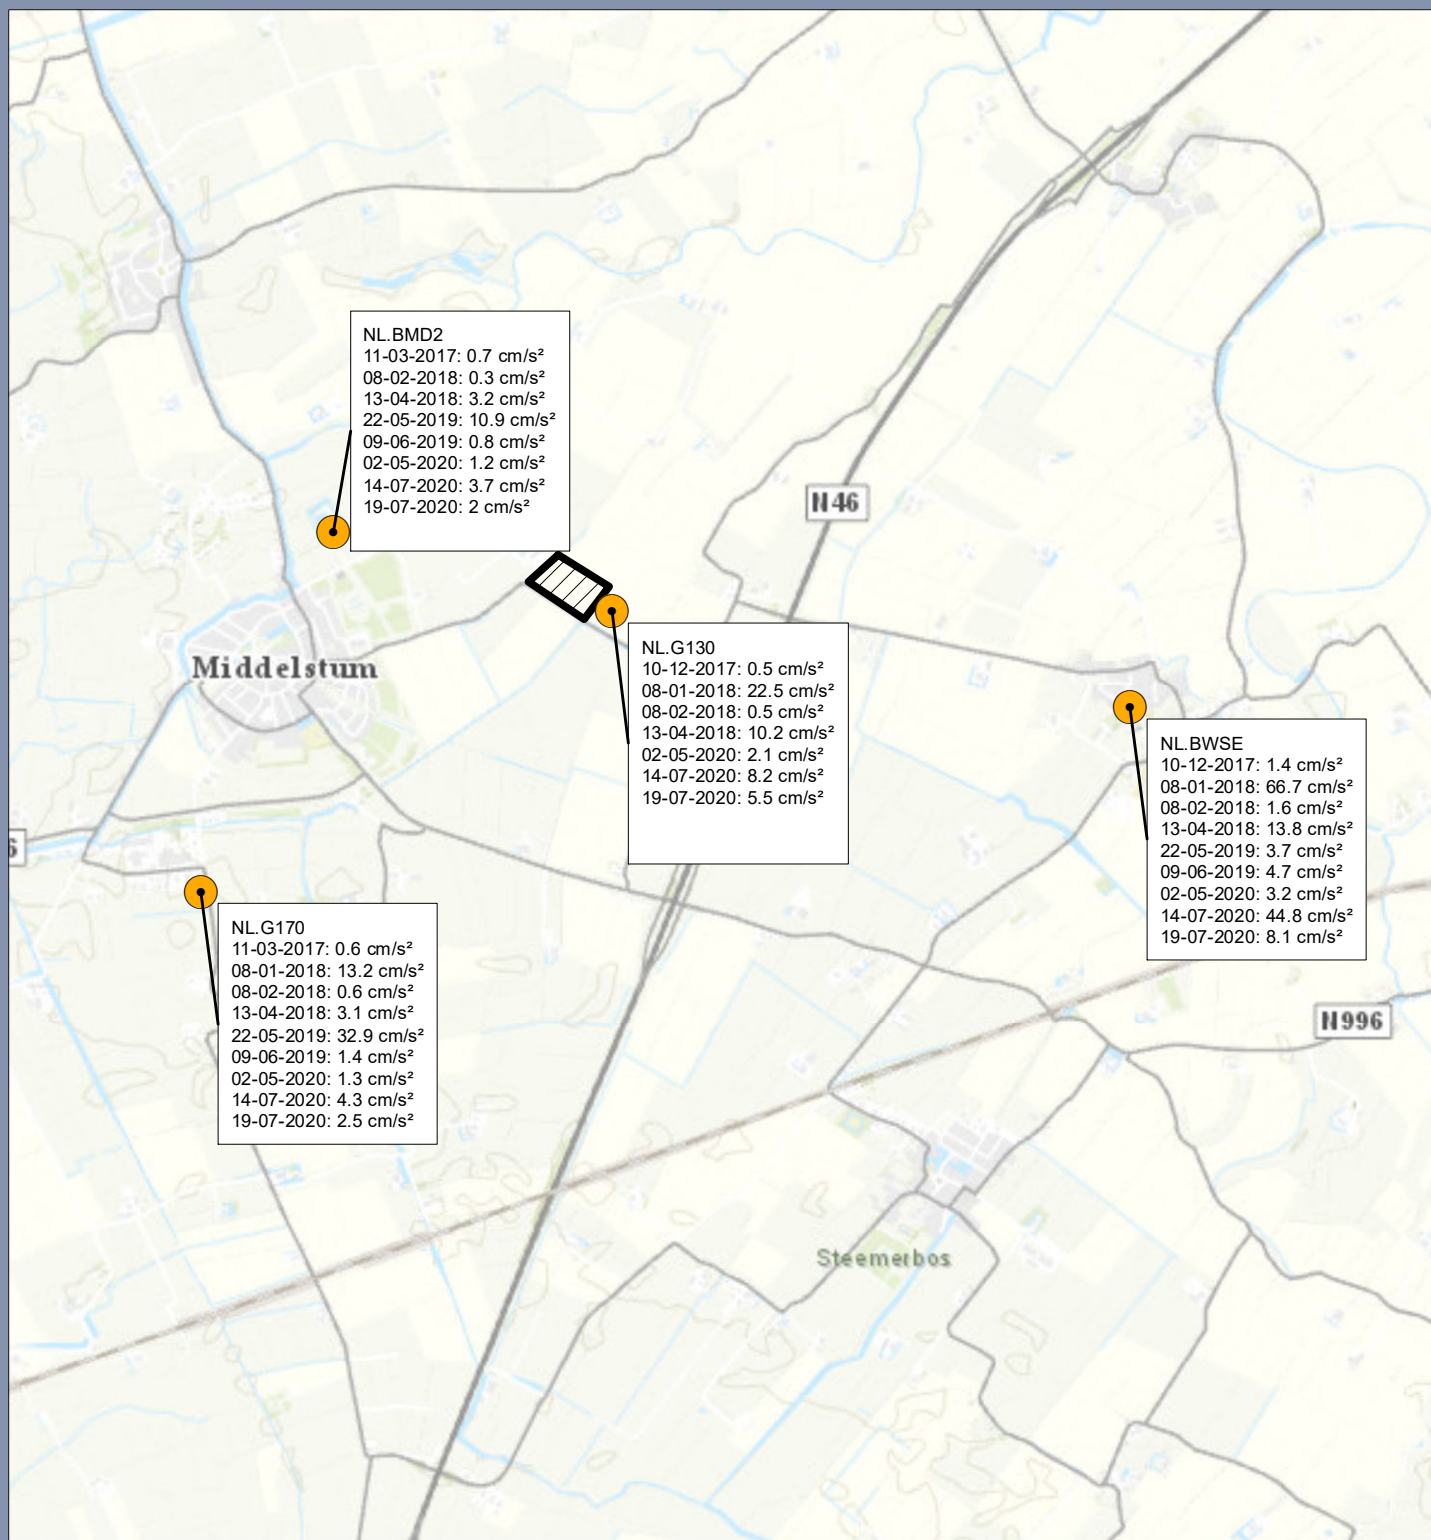 NL.BMD2
11-03-2017: 0.7 cm/s²
08-02-2018: 0.3 cm/s²
13-04-2018: 3.2 cm/s²
22-05-2019: 10.9 cm/s²
09-06-2019: 0.8 cm/s²
02-05-2020: 1.2 cm/s²
14-07-2020: 3.7 cm/s²
19-07-2020: 2 cm/s²
N46
Middelstum
NL.G130
10-12-2017: 0.5 cm/s²
08-01-2018: 22.5 cm/s²
08-02-2018: 0.5 cm/s²
13-04-2018: 10.2 cm/s²
02-05-2020: 2.1 cm/s²
14-07-2020: 8.2 cm/s²
19-07-2020: 5.5 cm/s²
NL.BWSE
10-12-2017: 1.4 cm/s²
08-01-2018: 66.7 cm/s²
08-02-2018: 1.6 cm/s²
13-04-2018: 13.8 cm/s²
22-05-2019: 3.7 cm/s²
09-06-2019: 4.7 cm/s²
02-05-2020: 3.2 cm/s²
14-07-2020: 44.8 cm/s²
19-07-2020: 8.1 cm/s²
6
NL.G170
11-03-2017: 0.6 cm/s²
08-01-2018: 13.2 cm/s²
08-02-2018: 0.6 cm/s²
13-04-2018: 3.1 cm/s²
22-05-2019: 32.9 cm/s²
09-06-2019: 1.4 cm/s²
02-05-2020: 1.3 cm/s²
14-07-2020: 4.3 cm/s²
19-07-2020: 2.5 cm/s²
N996
Steemerbos